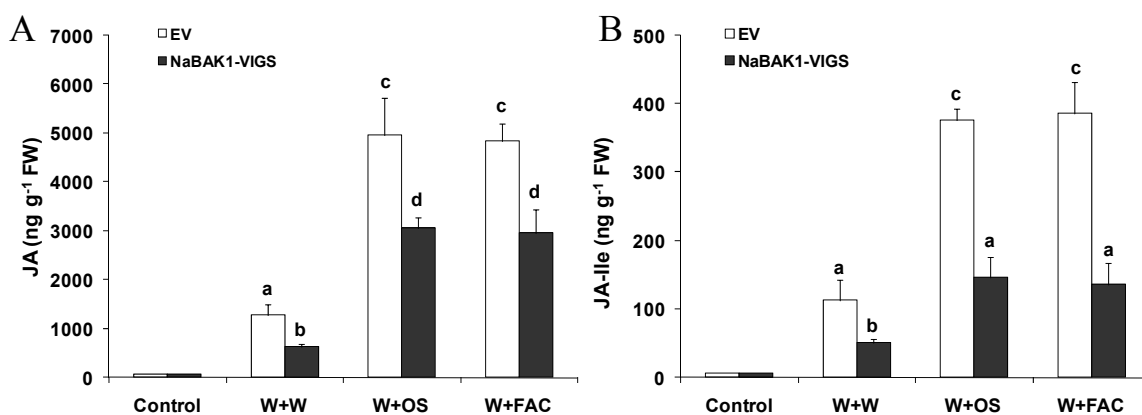 A
JA (ng g⁻¹ FW)
7000
6000
5000
4000
3000
2000
1000
0
EV
NaBAK1-VIGS
a
b
c
d
c
d
Control W+W W+OS W+FAC
B
JA-Ile (ng g⁻¹ FW)
500
400
300
200
100
0
EV
NaBAK1-VIGS
a
b
c
a
c
a
Control W+W W+OS W+FAC